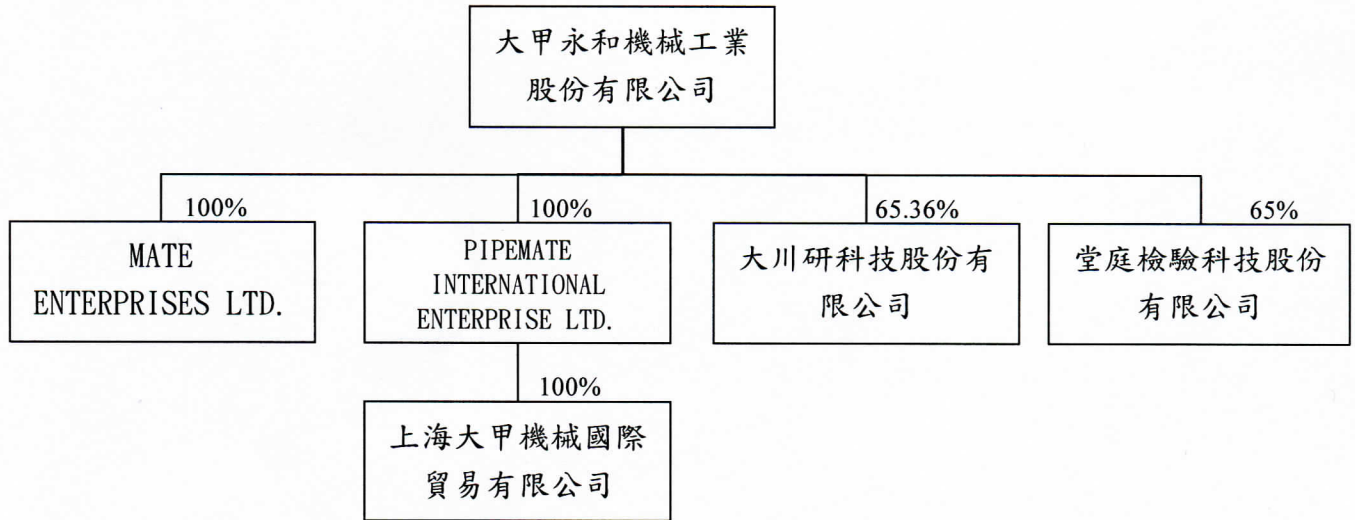 大甲永和機械工業
股份有限公司
100%
100%
65.36%
65%
MATE
ENTERPRISES LTD.
PIPEMATE
INTERNATIONAL
ENTERPRISE LTD.
大川研科技股份有
限公司
堂庭檢驗科技股份
有限公司
100%
上海大甲機械國際
貿易有限公司